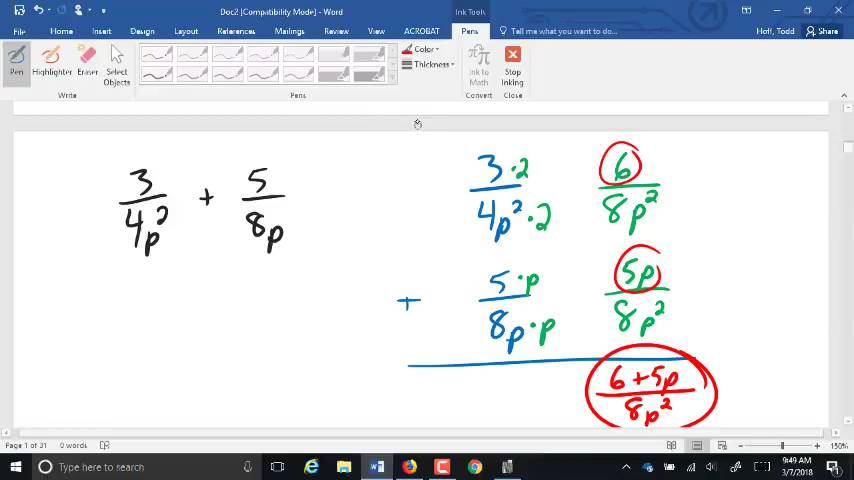 Doc2 [Compatibility Mode] - Word
Ink Tools
Hoff, Todd
File Home Insert Design Layout References Mailings Review View ACROBAT Pens Tell me what you want to do... Share
Pen Highlighter Eraser Select Objects
Color
Thickness
Ink to Math
Stop Inking
Write Pens Convert Close
3/4p² + 5/8p
3·2/4p²·2 6/8p²
+ 5·p/8p·p 5p/8p²
6+5p/8p²
Page 1 of 31 0 words 150%
Type here to search
9:49 AM
3/7/2018